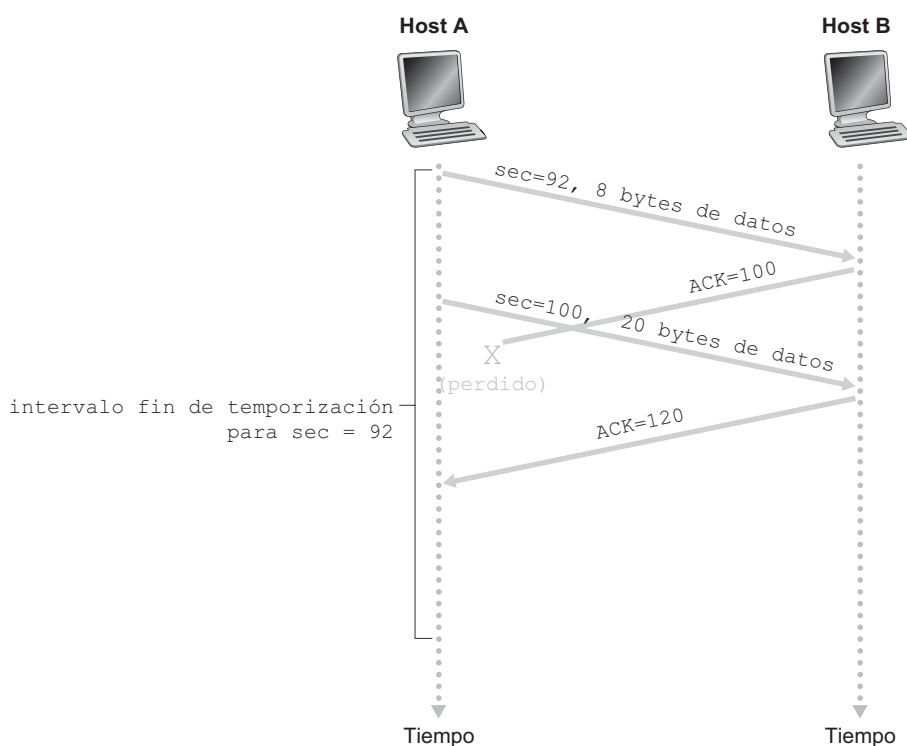 Host A
Host B
sec=92, 8 bytes de datos
ACK=100
sec=100, 20 bytes de datos
X
(perdido)
intervalo fin de temporización
para sec = 92
ACK=120
Tiempo
Tiempo